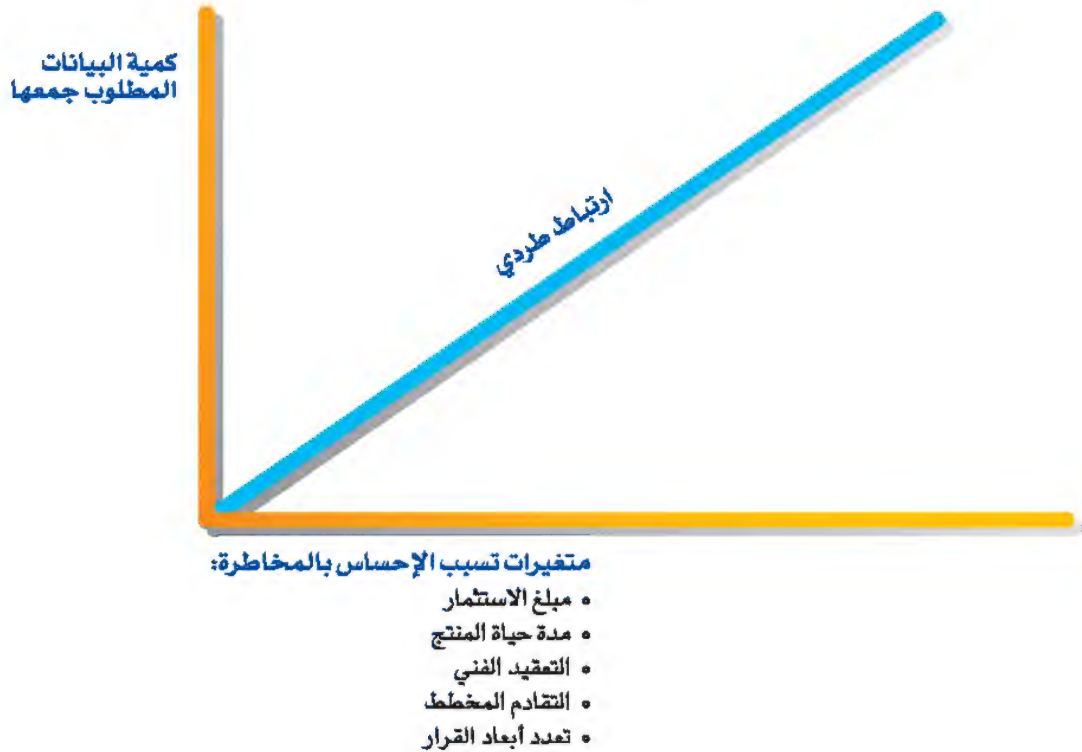 كمية البيانات
المطلوب جمعها
ارتباط طردي
متغيرات تسبب الإحساس بالمخاطرة:
• مبلغ الاستثمار
• مدة حياة المنتج
• التعقيد الفني
• التقادم المخطط
• تعدد أبعاد القرار